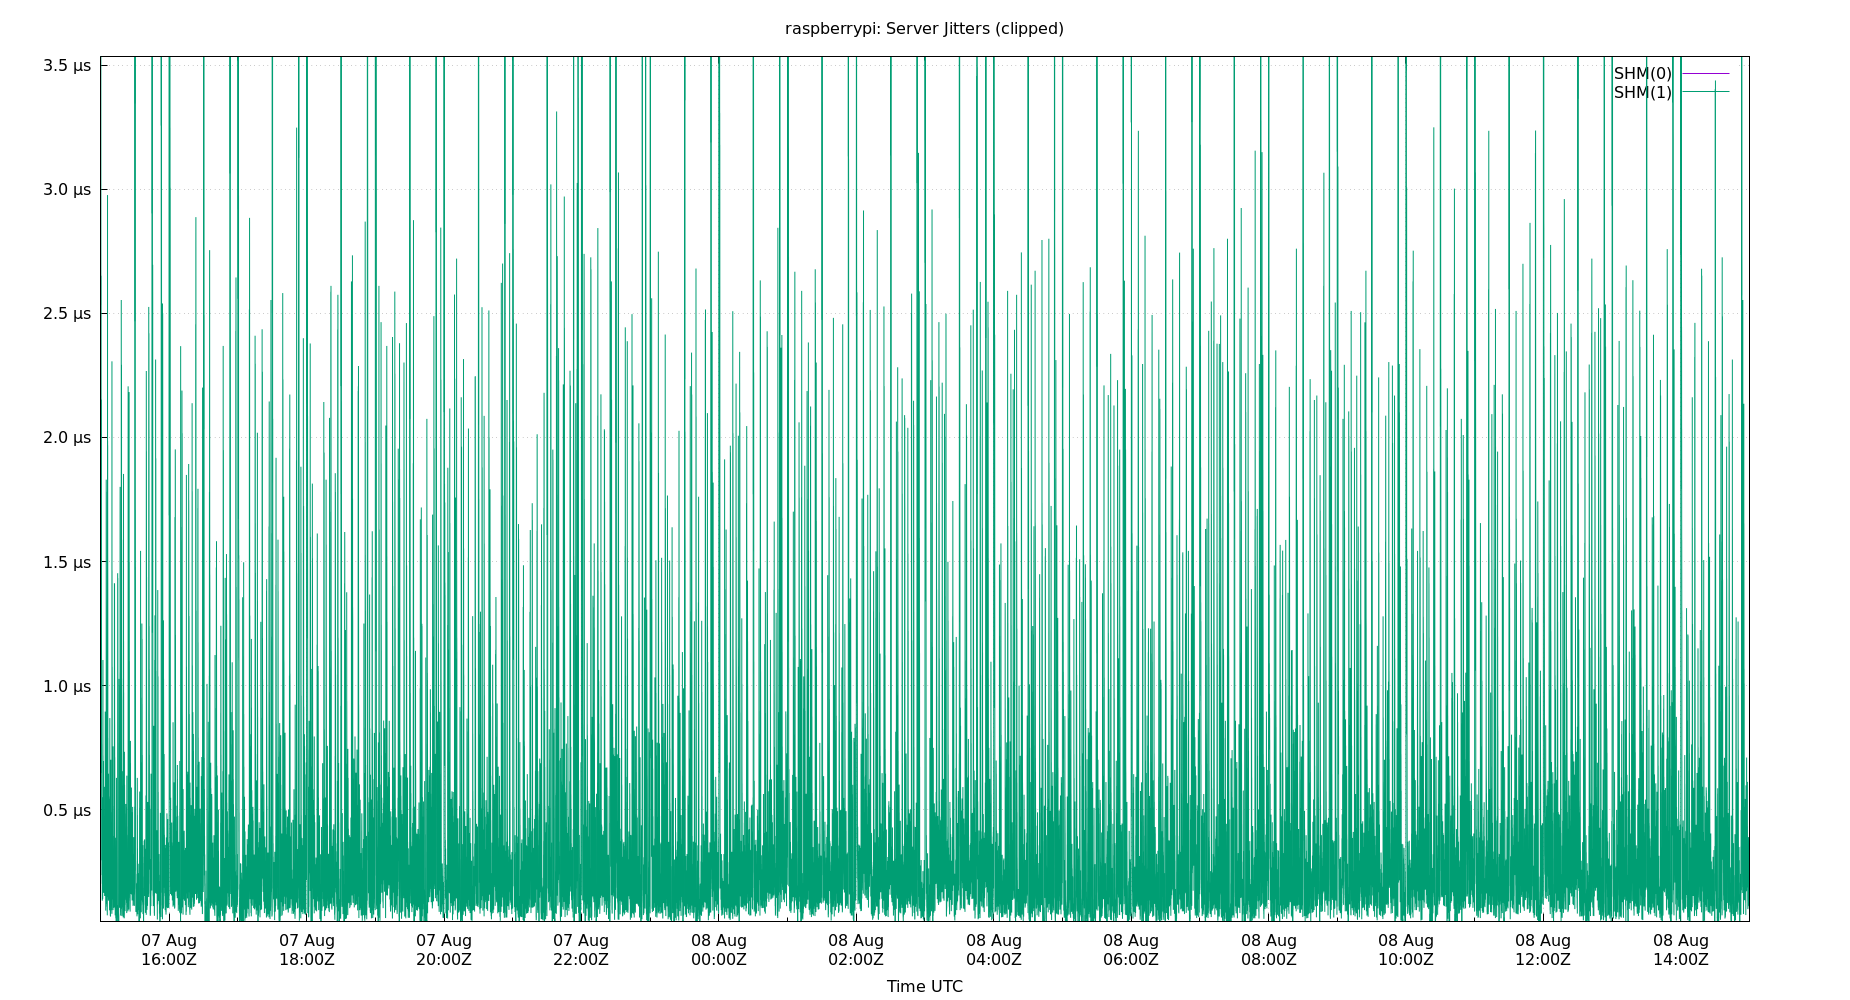 raspberrypi: Server Jitters (clipped)
3.5 µs
3.0 µs
2.5 µs
2.0 µs
1.5 µs
1.0 µs
0.5 µs
SHM(0)
SHM(1)
07 Aug 07 Aug 07 Aug 07 Aug 08 Aug 08 Aug 08 Aug 08 Aug 08 Aug 08 Aug 08 Aug 08 Aug
16:00Z 18:00Z 20:00Z 22:00Z 00:00Z 02:00Z 04:00Z 06:00Z 08:00Z 10:00Z 12:00Z 14:00Z
Time UTC